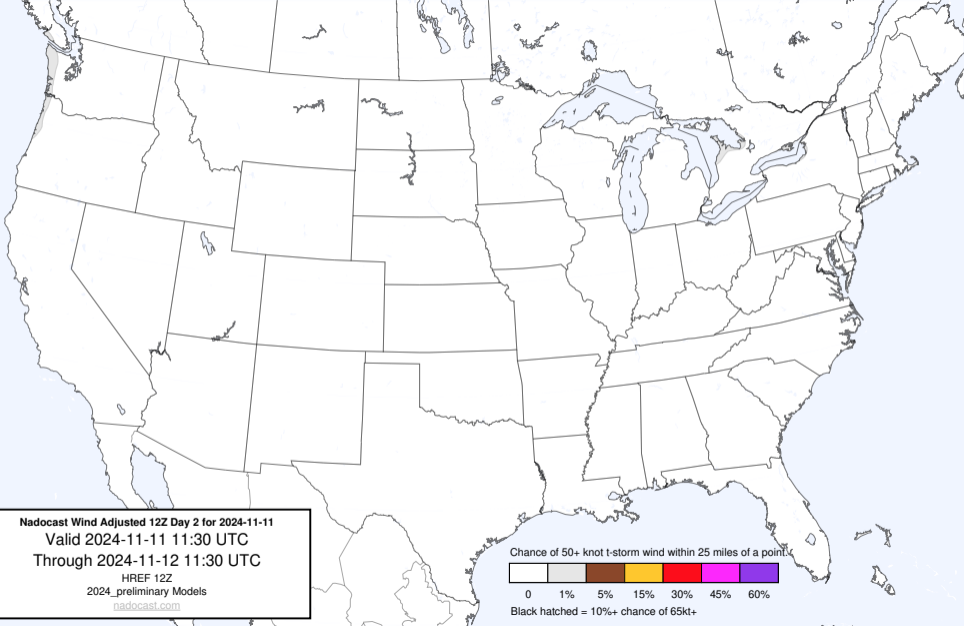 Nadocast Wind Adjusted 12Z Day 2 for 2024-11-11
Valid 2024-11-11 11:30 UTC
Through 2024-11-12 11:30 UTC
HREF 12Z
2024_preliminary Models
nadocast.com
Chance of 50+ knot t-storm wind within 25 miles of a point.
0 1% 5% 15% 30% 45% 60%
Black hatched = 10%+ chance of 65kt+